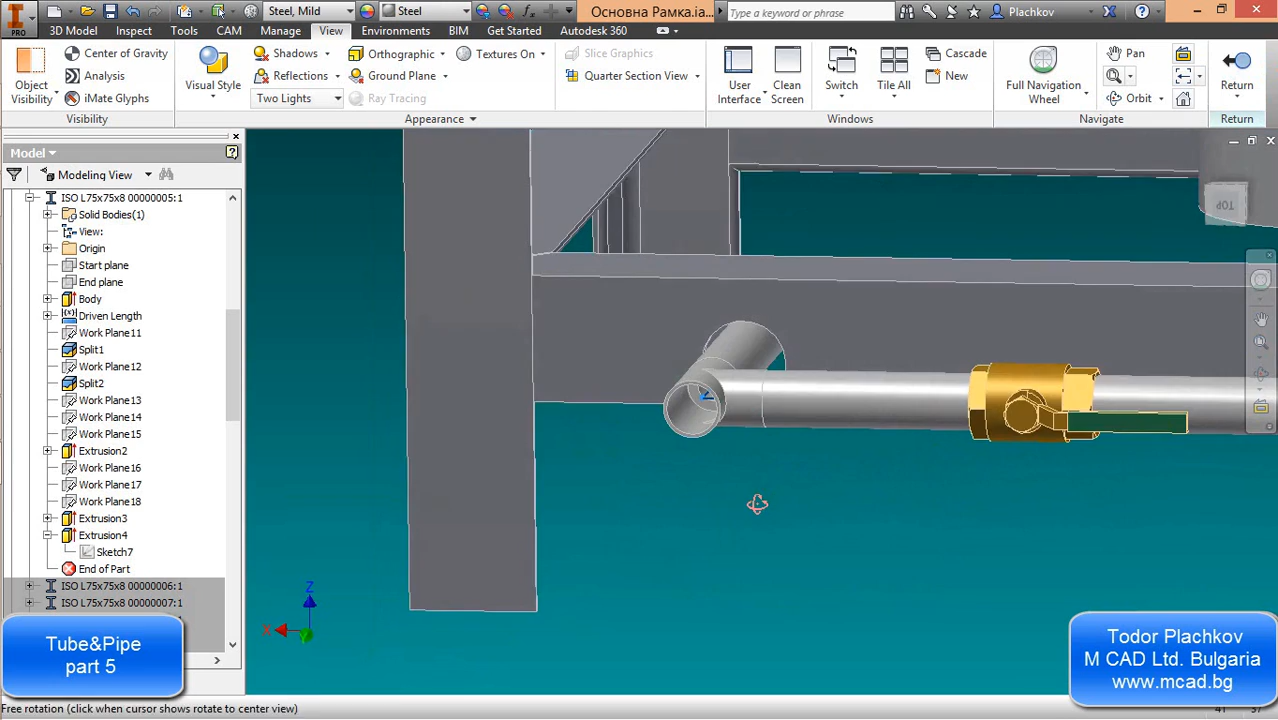 Steel, Mild
Steel
Основна Рамка.ia...
Type a keyword or phrase
Plachkov
PRO
3D Model
Inspect
Tools
CAM
Manage
View
Environments
BIM
Get Started
Autodesk 360
Object
Visibility
Center of Gravity
Analysis
iMate Glyphs
Visibility
Visual Style
Shadows
Reflections
Two Lights
Orthographic
Ground Plane
Ray Tracing
Textures On
Appearance
Slice Graphics
Quarter Section View
User
Interface
Clean
Screen
Switch
Tile All
Cascade
New
Windows
Full Navigation
Wheel
Pan
Orbit
Navigate
Return
Return
Model
Modeling View
ISO L75x75x8 00000005:1
Solid Bodies(1)
View:
Origin
Start plane
End plane
Body
Driven Length
Work Plane11
Split1
Work Plane12
Split2
Work Plane13
Work Plane14
Work Plane15
Extrusion2
Work Plane16
Work Plane17
Work Plane18
Extrusion3
Extrusion4
Sketch7
End of Part
ISO L75x75x8 00000006:1
ISO L75x75x8 00000007:1
TOP
Z
X
Tube&Pipe
part 5
Todor Plachkov
M CAD Ltd. Bulgaria
www.mcad.bg
Free rotation (click when cursor shows rotate to center view)